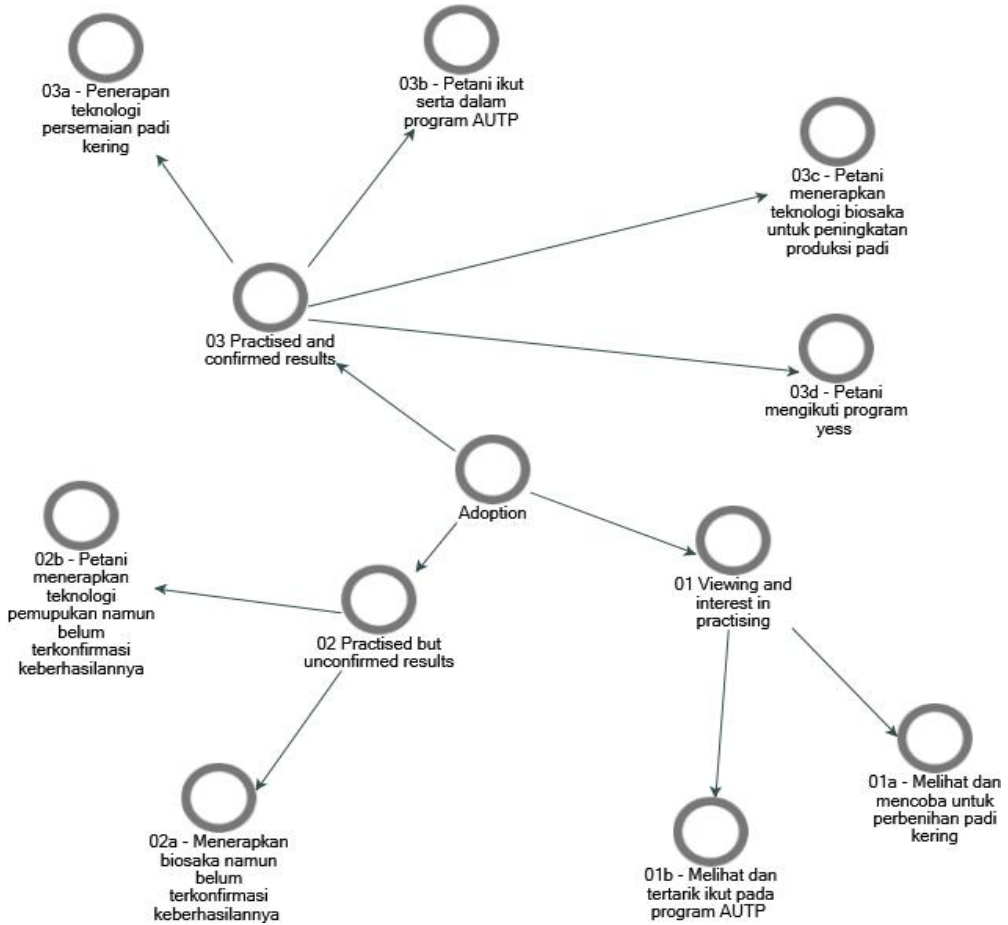 03a - Penerapan
teknologi
persemaian padi
kering
03b - Petani ikut
serta dalam
program AUTP
03c - Petani
menerapkan
teknologi biosaka
untuk peningkatan
produksi padi
03 Practised and
confirmed results
03d - Petani
mengikuti program
yess
Adoption
02b - Petani
menerapkan
teknologi
pemupukan namun
belum
terkonfirmasi
keberhasilannya
02 Practised but
unconfirmed results
01 Viewing and
interest in
practising
02a - Menerapkan
biosaka namun
belum
terkonfirmasi
keberhasilannya
01b - Melihat dan
tertarik ikut pada
program AUTP
01a - Melihat dan
mencoba untuk
perbenihan padi
kering